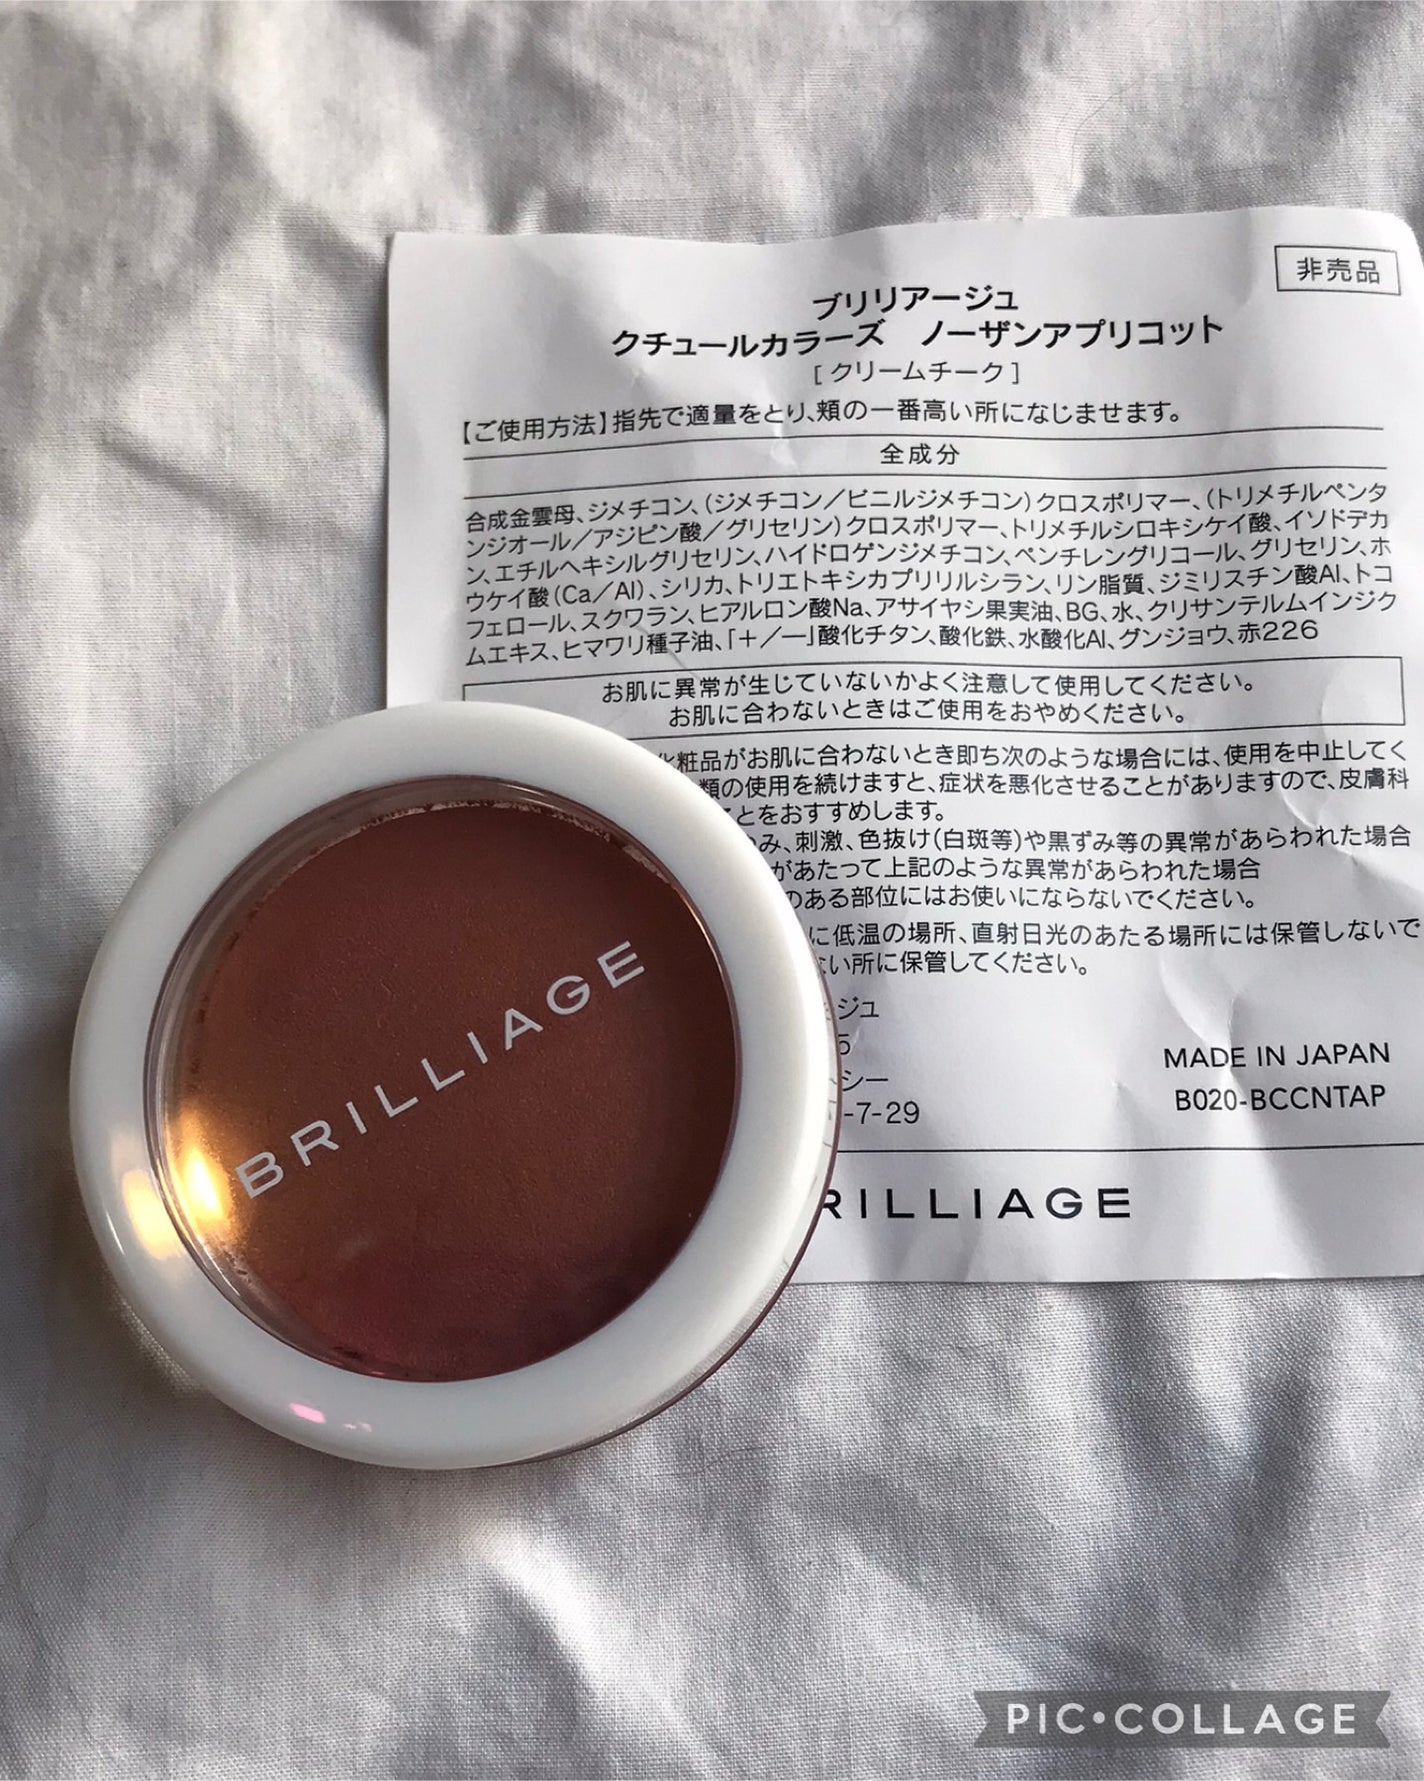 非売品
ブリリアージュ
クチュールカラーズ　ノーザンアプリコット
[ クリームチーク ]
【ご使用方法】指先で適量をとり、頬の一番高い所になじませます。
全成分
合成金雲母、ジメチコン、(ジメチコン／ビニルジメチコン)クロスポリマー、(トリメチルペンタ
ンジオール／アジピン酸／グリセリン)クロスポリマー、トリメチルシロキシケイ酸、イソドデカ
ン、エチルヘキシルグリセリン、ハイドロゲンジメチコン、ペンチレングリコール、グリセリン、ホ
ウケイ酸(Ca／Al)、シリカ、トリエトキシカプリリルシラン、リン脂質、ジミリスチン酸Al、トコ
フェロール、スクワラン、ヒアルロン酸Na、アサイヤシ果実油、BG、水、クリサンテルムインジク
ムエキス、ヒマワリ種子油、「＋／―」酸化チタン、酸化鉄、水酸化Al、グンジョウ、赤226
お肌に異常が生じていないかよく注意して使用してください。
お肌に合わないときはご使用をおやめください。
化粧品がお肌に合わないとき即ち次のような場合には、使用を中止してく
類の使用を続けますと、症状を悪化させることがありますので、皮膚科
ことをおすすめします。
み、刺激、色抜け(白斑等)や黒ずみ等の異常があらわれた場合
があたって上記のような異常があらわれた場合
のある部位にはお使いにならないでください。
に低温の場所、直射日光のあたる場所には保管しないで
ない所に保管してください。
ジュ
5
シー
-7-29
MADE IN JAPAN
B020-BCCNTAP
RILLIAGE
BRILLIAGE
PIC•COLLAGE